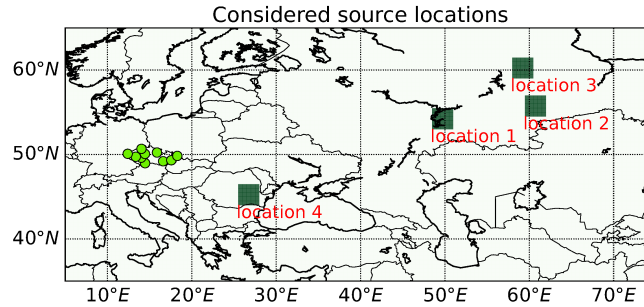 Considered source locations
60°N
location 3
location 2
location 1
50°N
location 4
40°N
10°E 20°E 30°E 40°E 50°E 60°E 70°E